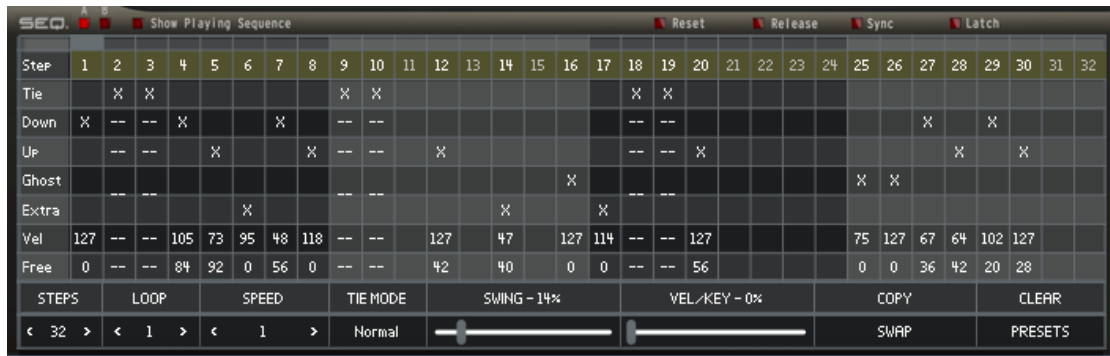 A B
SEQ. Show Playing Sequence Reset Release Sync Latch
Step 1 2 3 4 5 6 7 8 9 10 11 12 13 14 15 16 17 18 19 20 21 22 23 24 25 26 27 28 29 30 31 32
Tie X X X X X X
Down X -- -- X X -- -- -- -- X X
Up -- -- X X -- -- X -- -- X X X
Ghost -- -- -- -- X -- -- X X
Extra X X X
Vel 127 -- -- 105 73 95 48 118 -- -- 127 47 127 114 -- -- 127 75 127 67 64 102 127
Free 0 -- -- 84 92 0 56 0 -- -- 42 40 0 0 -- -- 56 0 0 36 42 20 28
STEPS LOOP SPEED TIE MODE SWING - 14% VEL/KEY - 0% COPY CLEAR
< 32 > < 1 > < 1 > Normal SWAP PRESETS